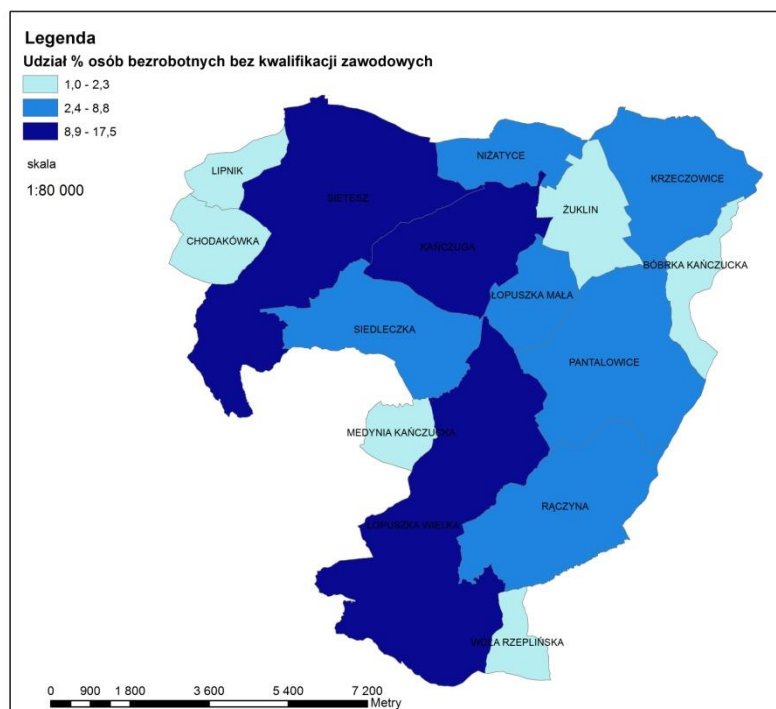 Legenda
Udział % osób bezrobotnych bez kwalifikacji zawodowych
1,0 - 2,3
2,4 - 8,8
8,9 - 17,5
skala
1:80 000
NIŻATYCE
LIPNIK
KRZECZOWICE
SIETESZ
ŻUKLIN
CHODAKÓWKA
KAŃCZUGA
BÓBRKA KAŃCZUCKA
ŁOPUSZKA MAŁA
SIEDLECZKA
PANTALOWICE
MEDYNIA KAŃCZUCKA
RĄCZYNA
ŁOPUSZKA WIELKA
WOLA RZEPLIŃSKA
0 900 1 800 3 600 5 400 7 200
Metry